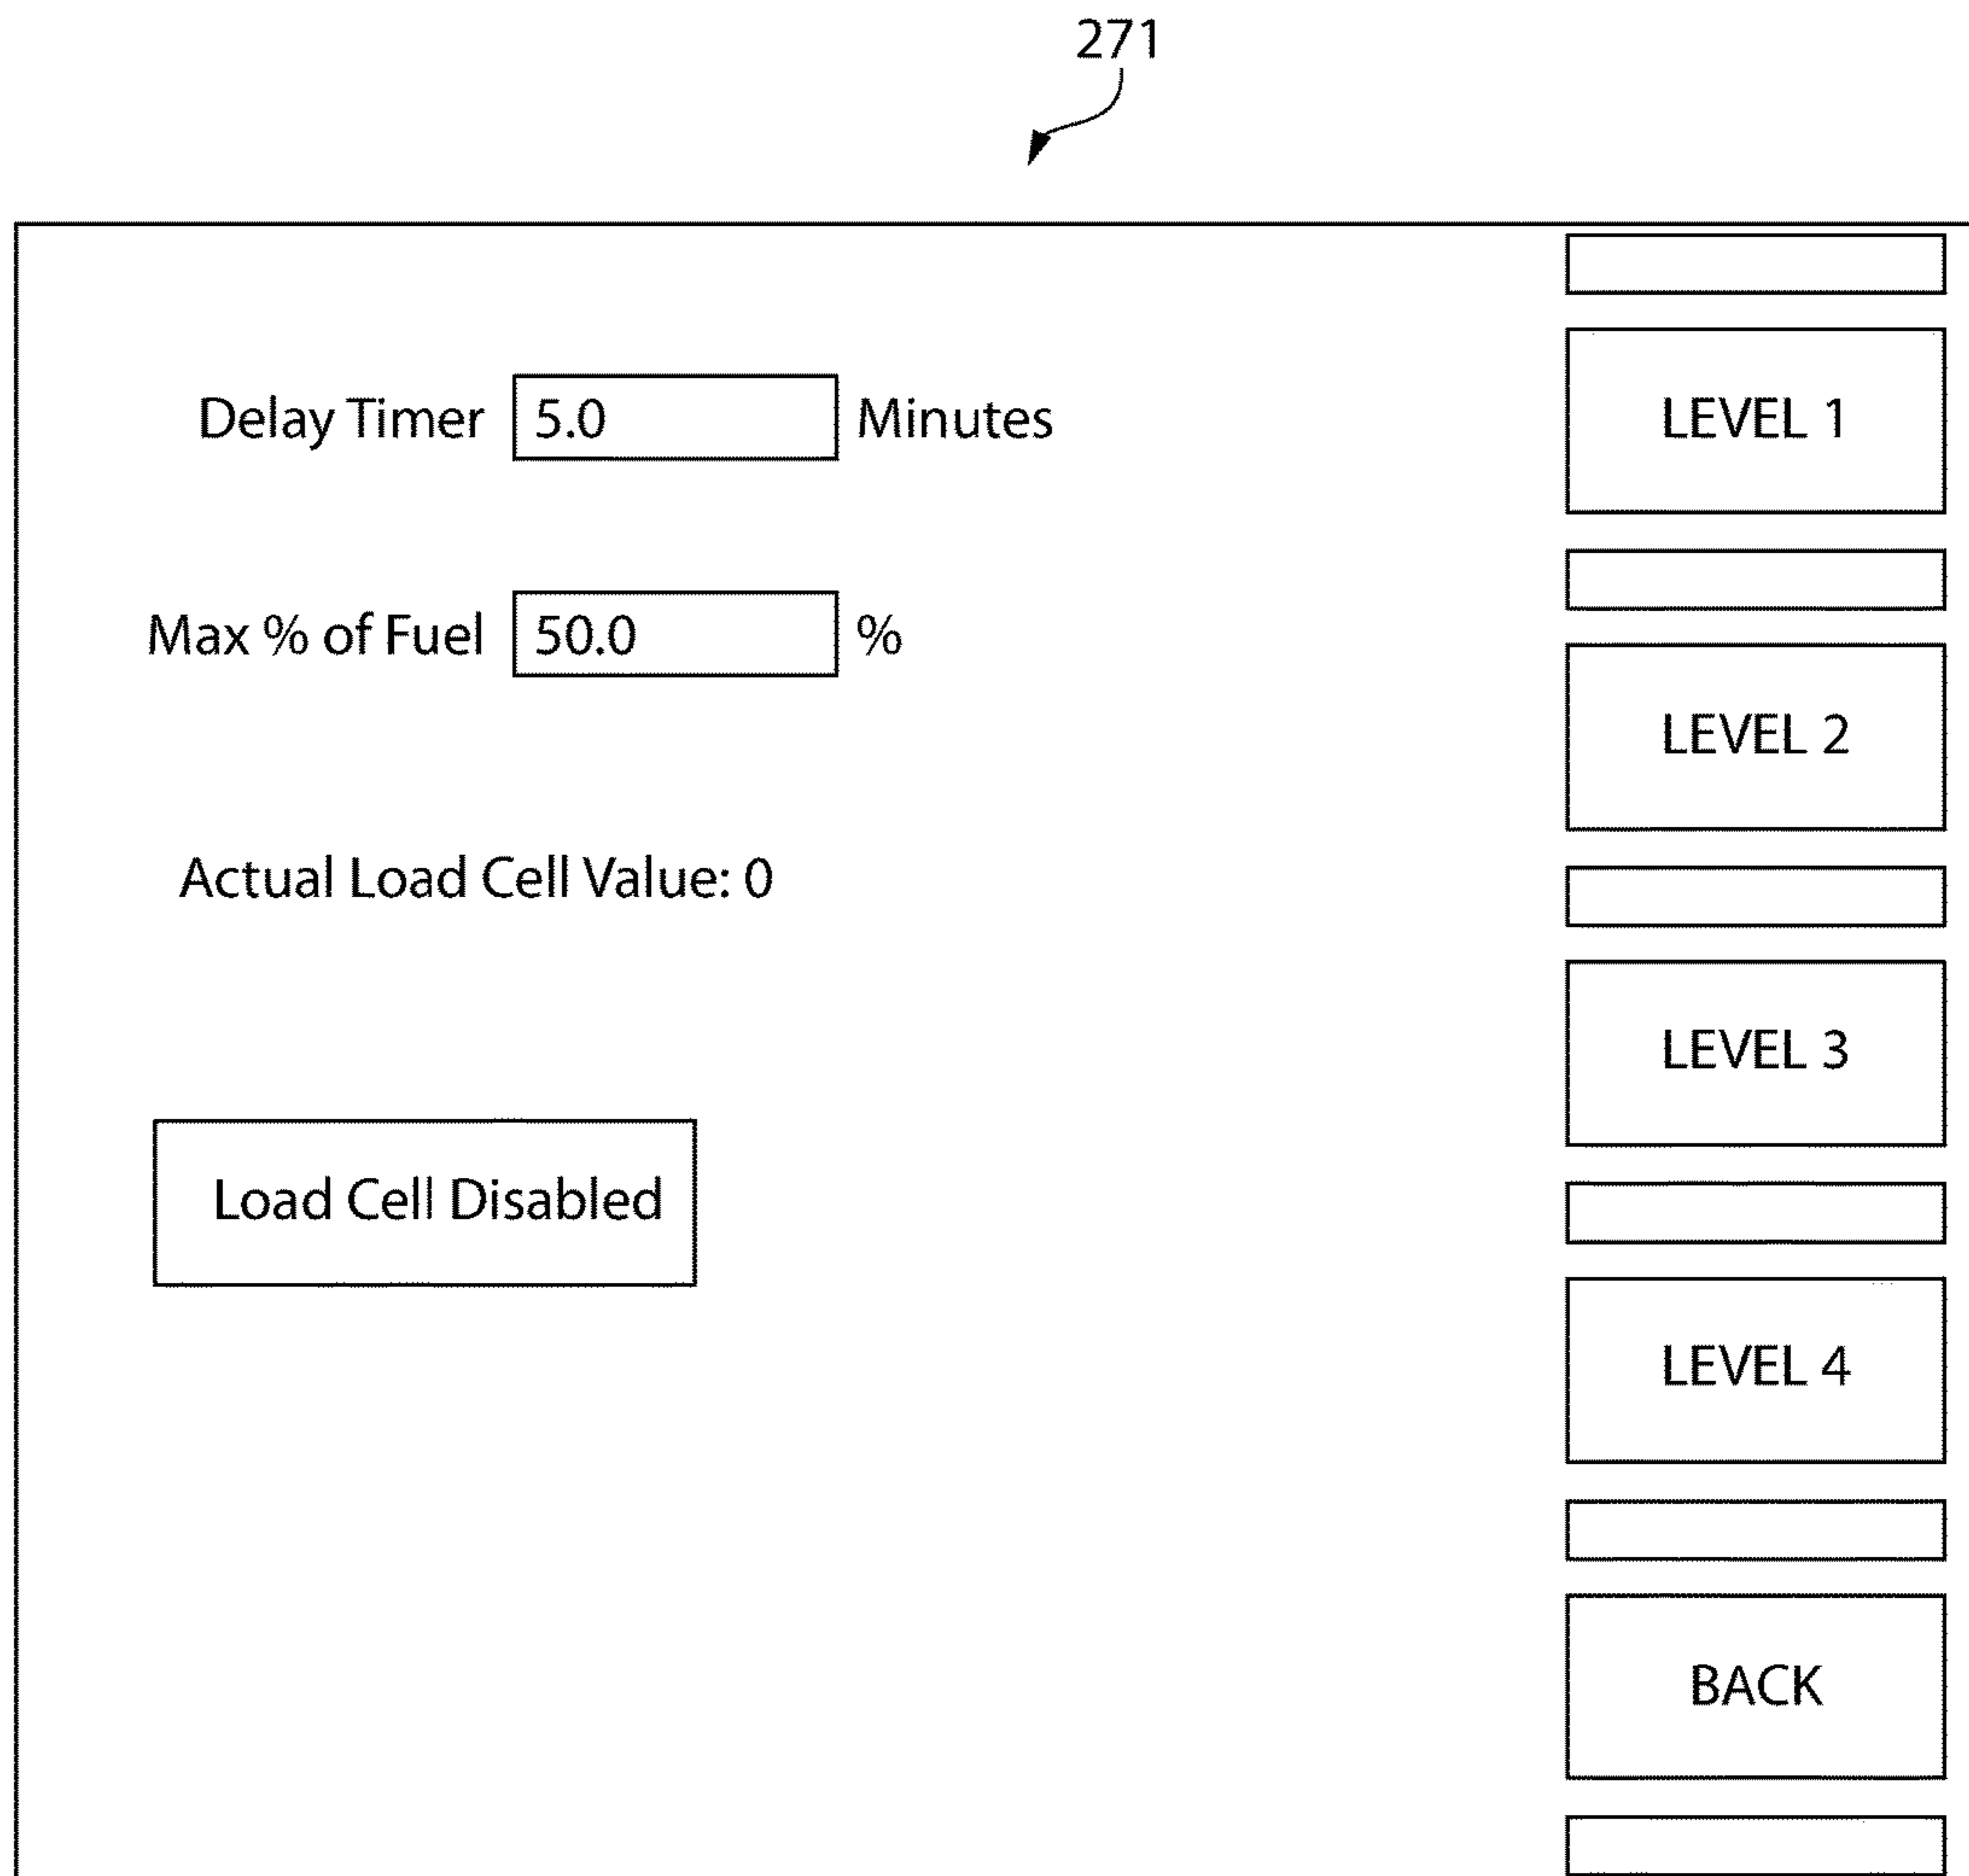 271
Delay Timer 5.0 Minutes
Max % of Fuel 50.0 %
Actual Load Cell Value: 0
Load Cell Disabled
LEVEL 1
LEVEL 2
LEVEL 3
LEVEL 4
BACK